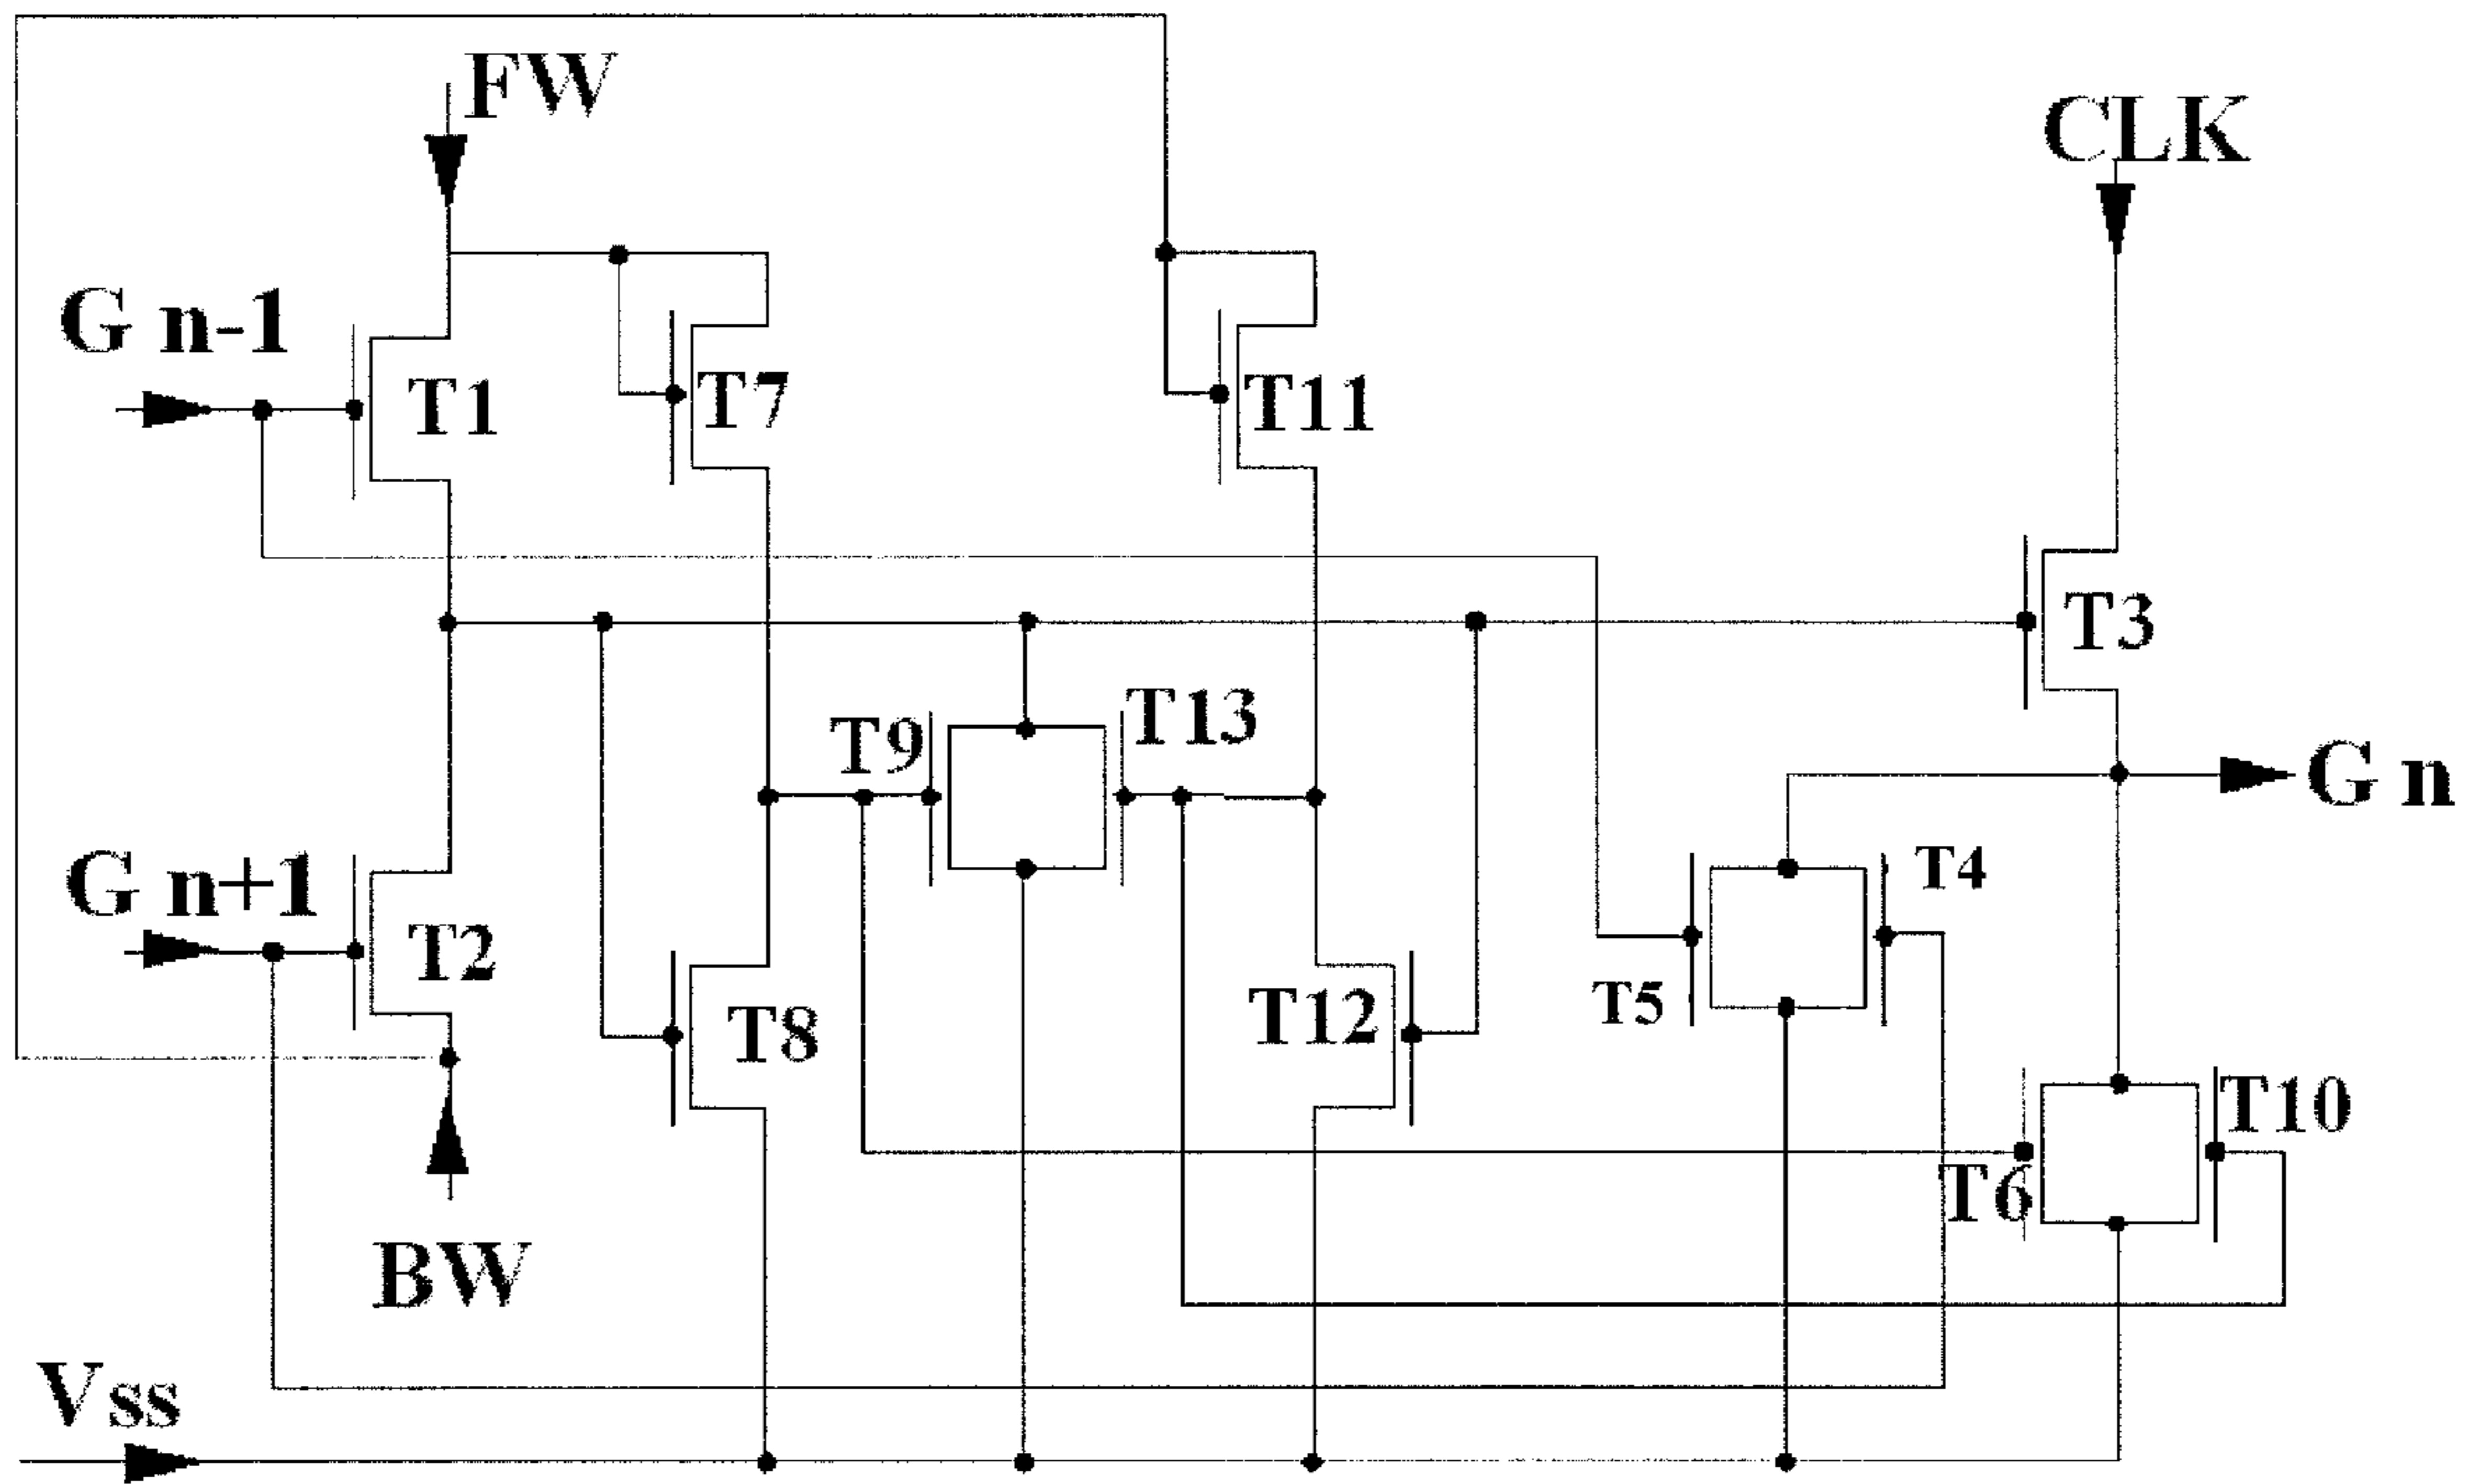 FW
CLK
G n-1
T1
T7
T11
T3
T9
T13
G n
G n+1
T2
T4
T5
T8
T12
T10
T6
BW
Vss